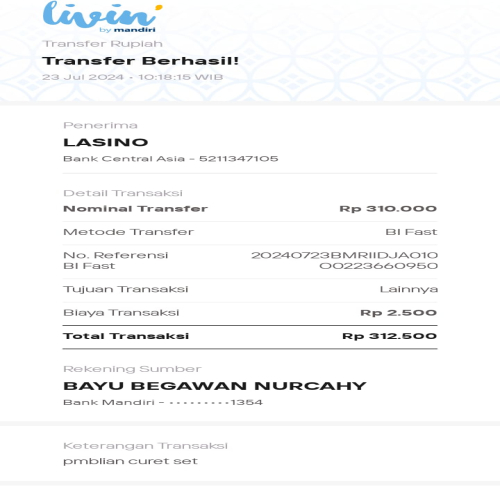 livin'
by mandiri
Transfer Rupiah
Transfer Berhasil!
23 Jul 2024 - 10:18:15 WIB
Penerima
LASINO
Bank Central Asia - 5211347105
Detail Transaksi
Nominal Transfer Rp 310.000
Metode Transfer BI Fast
No. Referensi 20240723BMRIIDJA010
BI Fast 00223660950
Tujuan Transaksi Lainnya
Biaya Transaksi Rp 2.500
Total Transaksi Rp 312.500
Rekening Sumber
BAYU BEGAWAN NURCAHY
Bank Mandiri - •••••••••1354
Keterangan Transaksi
pmblian curet set